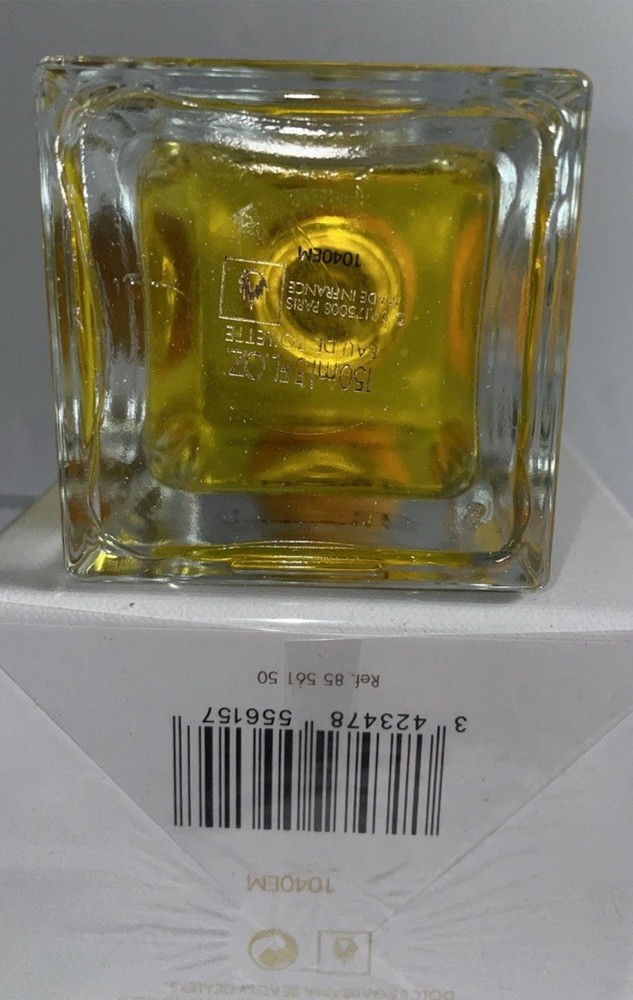 150ml 5 FL.OZ.
EAU DE TOILETTE
75006 PARIS
MADE IN FRANCE
1040EM
Ref. 85 561 50
3 423478 556157
1040EM